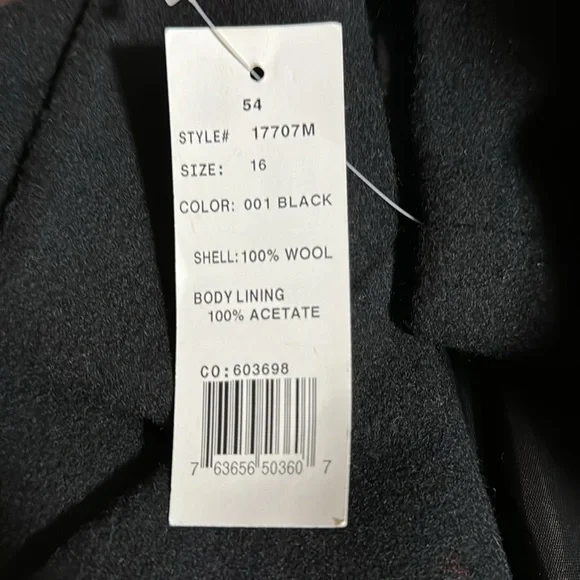 54
STYLE# 17707M
SIZE: 16
COLOR: 001 BLACK
SHELL:100% WOOL
BODY LINING
100% ACETATE
CO:603698
7 63656 50360 7